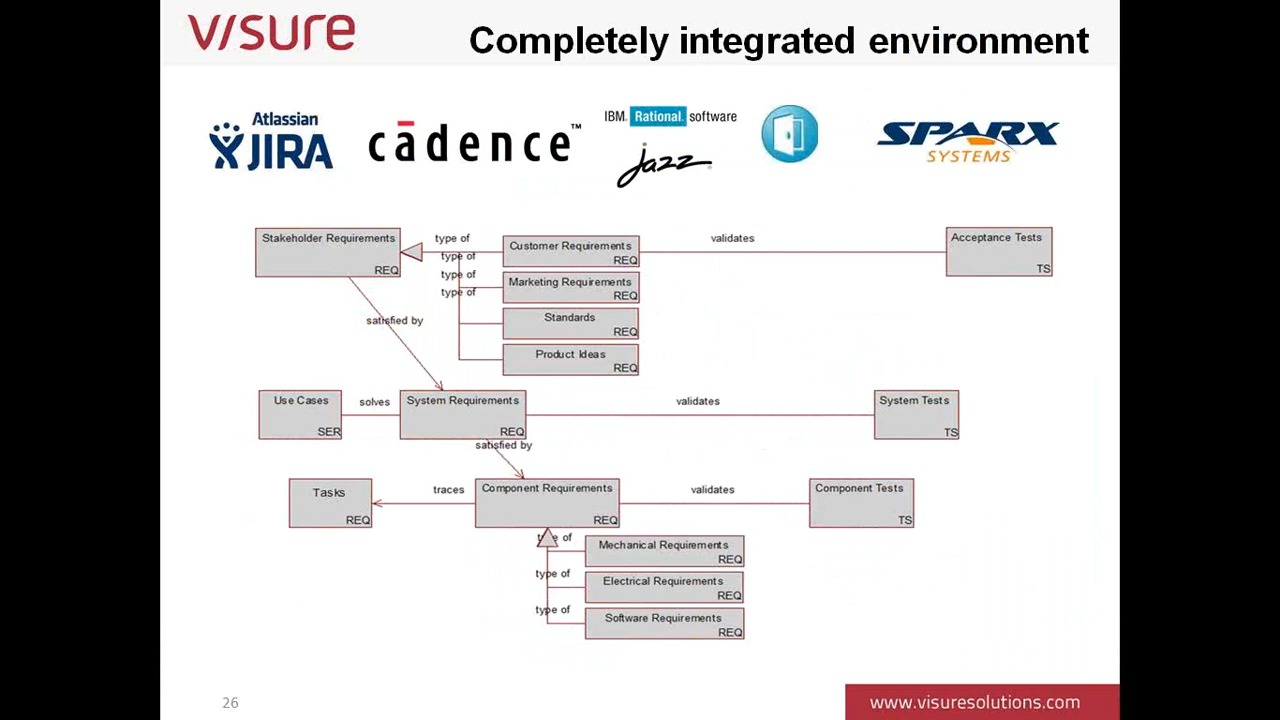 visure
Completely integrated environment
Atlassian
JIRA
cādence™
IBM. Rational. software
jazz
SPARX
SYSTEMS
Stakeholder Requirements
REQ
type of
type of
type of
type of
Customer Requirements
REQ
Marketing Requirements
REQ
Standards
REQ
Product Ideas
REQ
validates
Acceptance Tests
TS
satisfied by
Use Cases
SER
solves
System Requirements
REQ
validates
System Tests
TS
satisfied by
Tasks
REQ
traces
Component Requirements
REQ
validates
Component Tests
TS
type of
type of
type of
Mechanical Requirements
REQ
Electrical Requirements
REQ
Software Requirements
REQ
26
www.visuresolutions.com